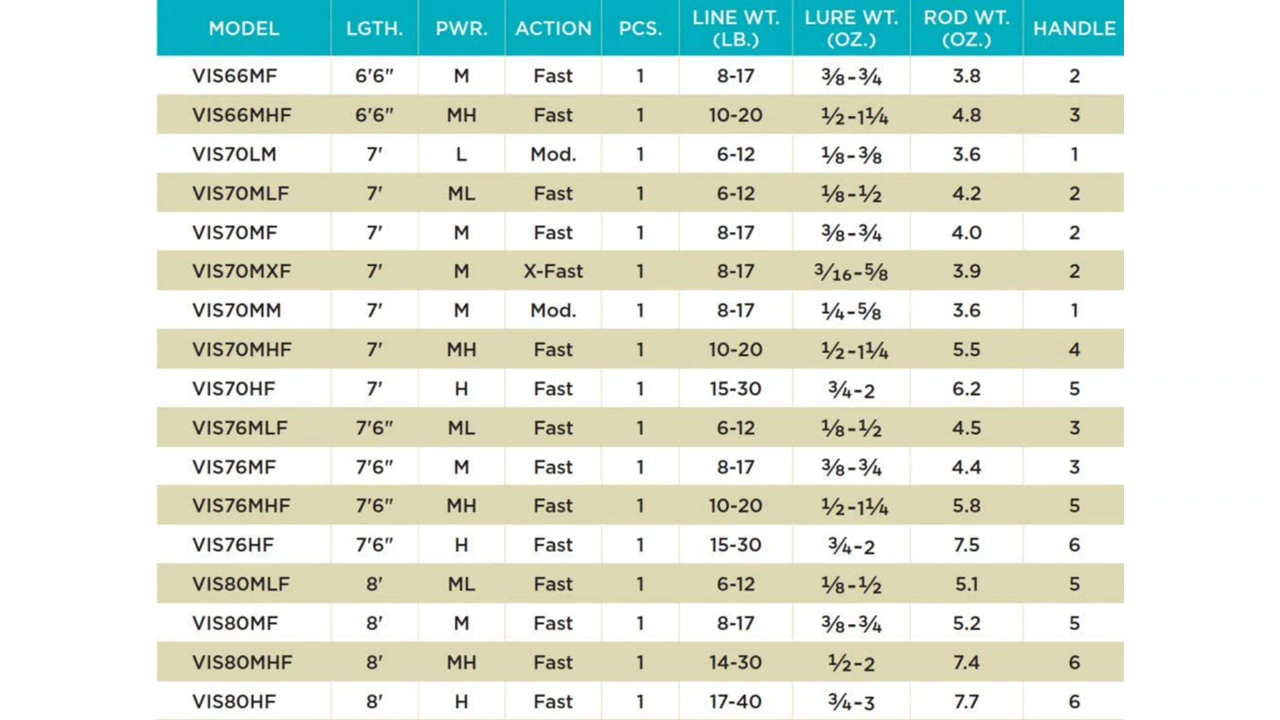 MODEL LGTH. PWR. ACTION PCS. LINE WT. (LB.) LURE WT. (OZ.) ROD WT. (OZ.) HANDLE
VIS66MF 6'6" M Fast 1 8-17 3⁄8-3⁄4 3.8 2
VIS66MHF 6'6" MH Fast 1 10-20 1⁄2-11⁄4 4.8 3
VIS70LM 7' L Mod. 1 6-12 1⁄8-3⁄8 3.6 1
VIS70MLF 7' ML Fast 1 6-12 1⁄8-1⁄2 4.2 2
VIS70MF 7' M Fast 1 8-17 3⁄8-3⁄4 4.0 2
VIS70MXF 7' M X-Fast 1 8-17 3⁄16-5⁄8 3.9 2
VIS70MM 7' M Mod. 1 8-17 1⁄4-5⁄8 3.6 1
VIS70MHF 7' MH Fast 1 10-20 1⁄2-11⁄4 5.5 4
VIS70HF 7' H Fast 1 15-30 3⁄4-2 6.2 5
VIS76MLF 7'6" ML Fast 1 6-12 1⁄8-1⁄2 4.5 3
VIS76MF 7'6" M Fast 1 8-17 3⁄8-3⁄4 4.4 3
VIS76MHF 7'6" MH Fast 1 10-20 1⁄2-11⁄4 5.8 5
VIS76HF 7'6" H Fast 1 15-30 3⁄4-2 7.5 6
VIS80MLF 8' ML Fast 1 6-12 1⁄8-1⁄2 5.1 5
VIS80MF 8' M Fast 1 8-17 3⁄8-3⁄4 5.2 5
VIS80MHF 8' MH Fast 1 14-30 1⁄2-2 7.4 6
VIS80HF 8' H Fast 1 17-40 3⁄4-3 7.7 6